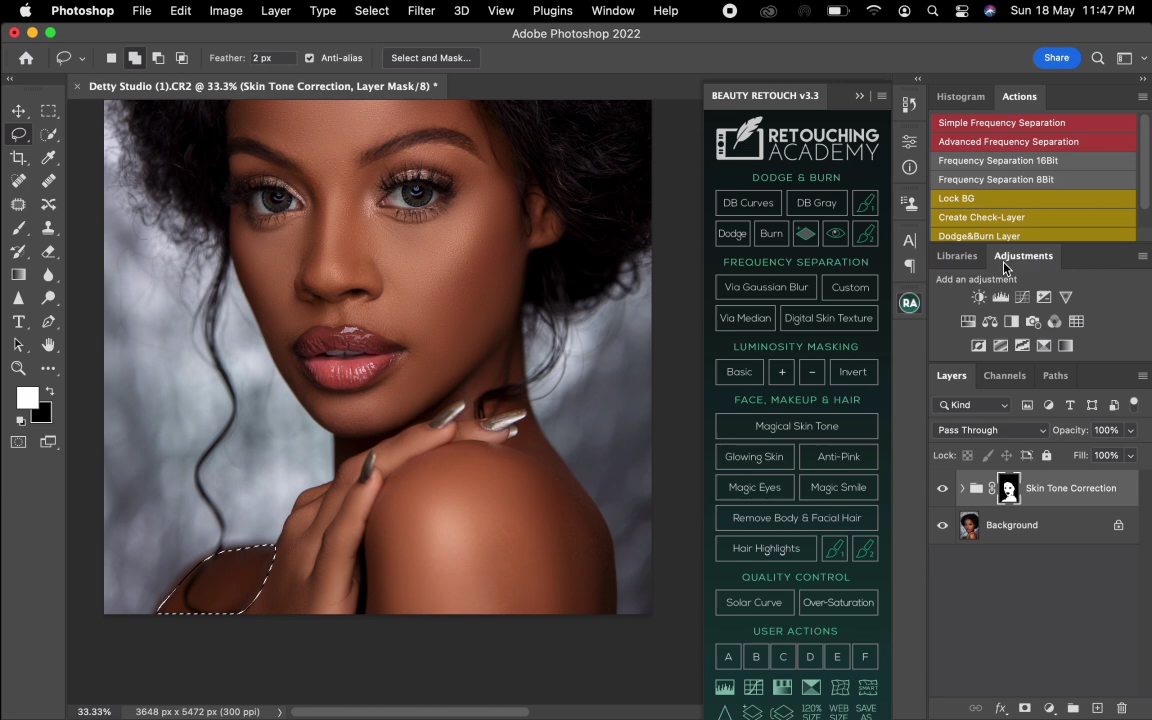 Photoshop File Edit Image Layer Type Select Filter 3D View Plugins Window Help Sun 18 May 11:47 PM
Adobe Photoshop 2022
Feather: 2 px Anti-alias Select and Mask... Share
Detty Studio (1).CR2 @ 33.3% (Skin Tone Correction, Layer Mask/8) *
BEAUTY RETOUCH v3.3
RETOUCHING
ACADEMY
DODGE & BURN
DB Curves DB Gray 1
Dodge Burn 2
FREQUENCY SEPARATION
Via Gaussian Blur Custom
Via Median Digital Skin Texture
LUMINOSITY MASKING
Basic + − Invert
FACE, MAKEUP & HAIR
Magical Skin Tone
Glowing Skin Anti-Pink
Magic Eyes Magic Smile
Remove Body & Facial Hair
Hair Highlights 1 2
QUALITY CONTROL
Solar Curve Over-Saturation
USER ACTIONS
A B C D E F
SMART
120% SIZE WEB SIZE SAVE AS
RA
Histogram Actions
Simple Frequency Separation
Advanced Frequency Separation
Frequency Separation 16Bit
Frequency Separation 8Bit
Lock BG
Create Check-Layer
Dodge&Burn Layer
Libraries Adjustments
Add an adjustment
Layers Channels Paths
Kind
Pass Through Opacity: 100%
Lock: Fill: 100%
Skin Tone Correction
Background
fx
33.33% 3648 px x 5472 px (300 ppi)